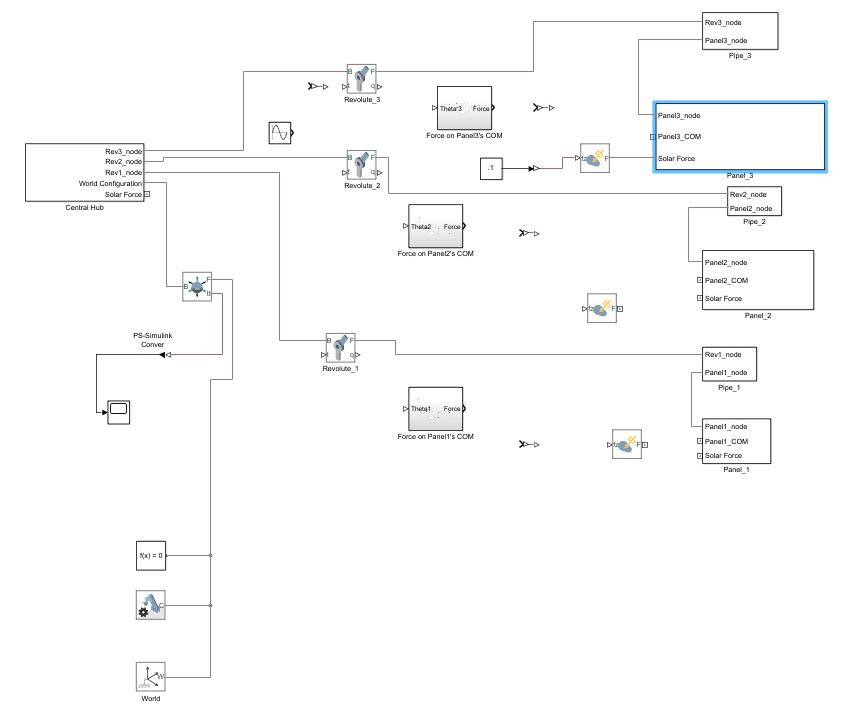 Rev3_node
Panel3_node
Pipe_3
B
F
t
q
Revolute_3
Theta3
Force
Force on Panel3's COM
Panel3_node
Panel3_COM
Solar Force
Panel_3
Rev3_node
Rev2_node
Rev1_node
World Configuration
Solar Force
Central Hub
B
F
t
q
Revolute_2
.1
fz
F
Rev2_node
Panel2_node
Pipe_2
Theta2
Force
Force on Panel2's COM
Panel2_node
Panel2_COM
Solar Force
Panel_2
B
F
fz
F
PS-Simulink
Conver
B
F
t
q
Revolute_1
Rev1_node
Panel1_node
Pipe_1
Theta1
Force
Force on Panel1's COM
fz
F
Panel1_node
Panel1_COM
Solar Force
Panel_1
f(x) = 0
C
W
World